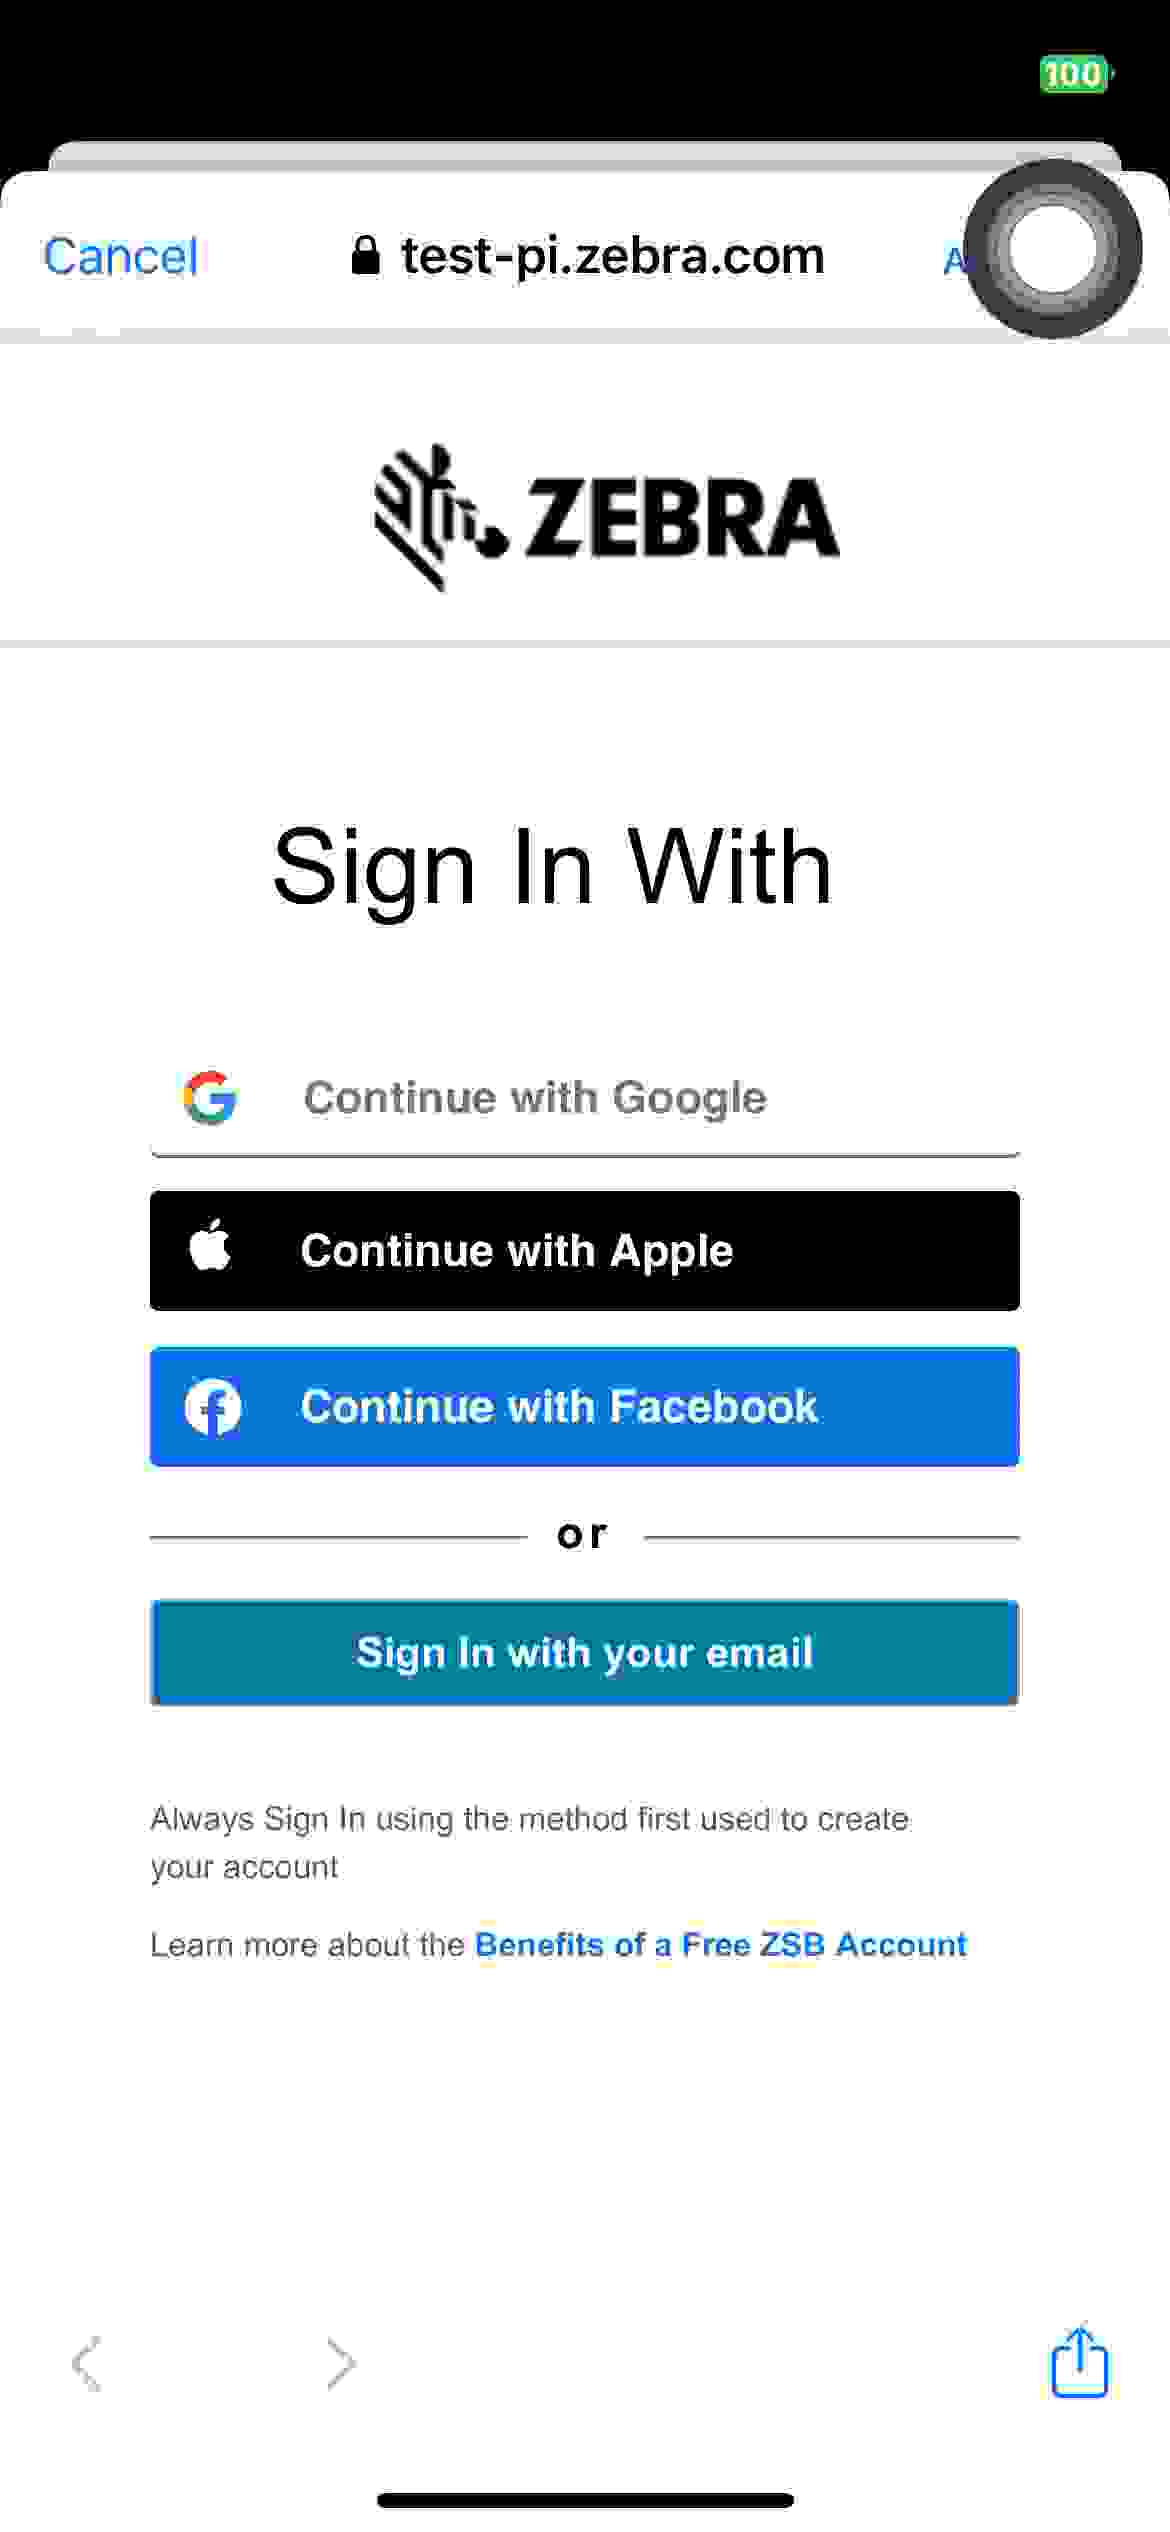 100
Cancel
test-pi.zebra.com
ZEBRA
Sign In With
Continue with Google
Continue with Apple
Continue with Facebook
or
Sign In with your email
Always Sign In using the method first used to create
your account
Learn more about the Benefits of a Free ZSB Account